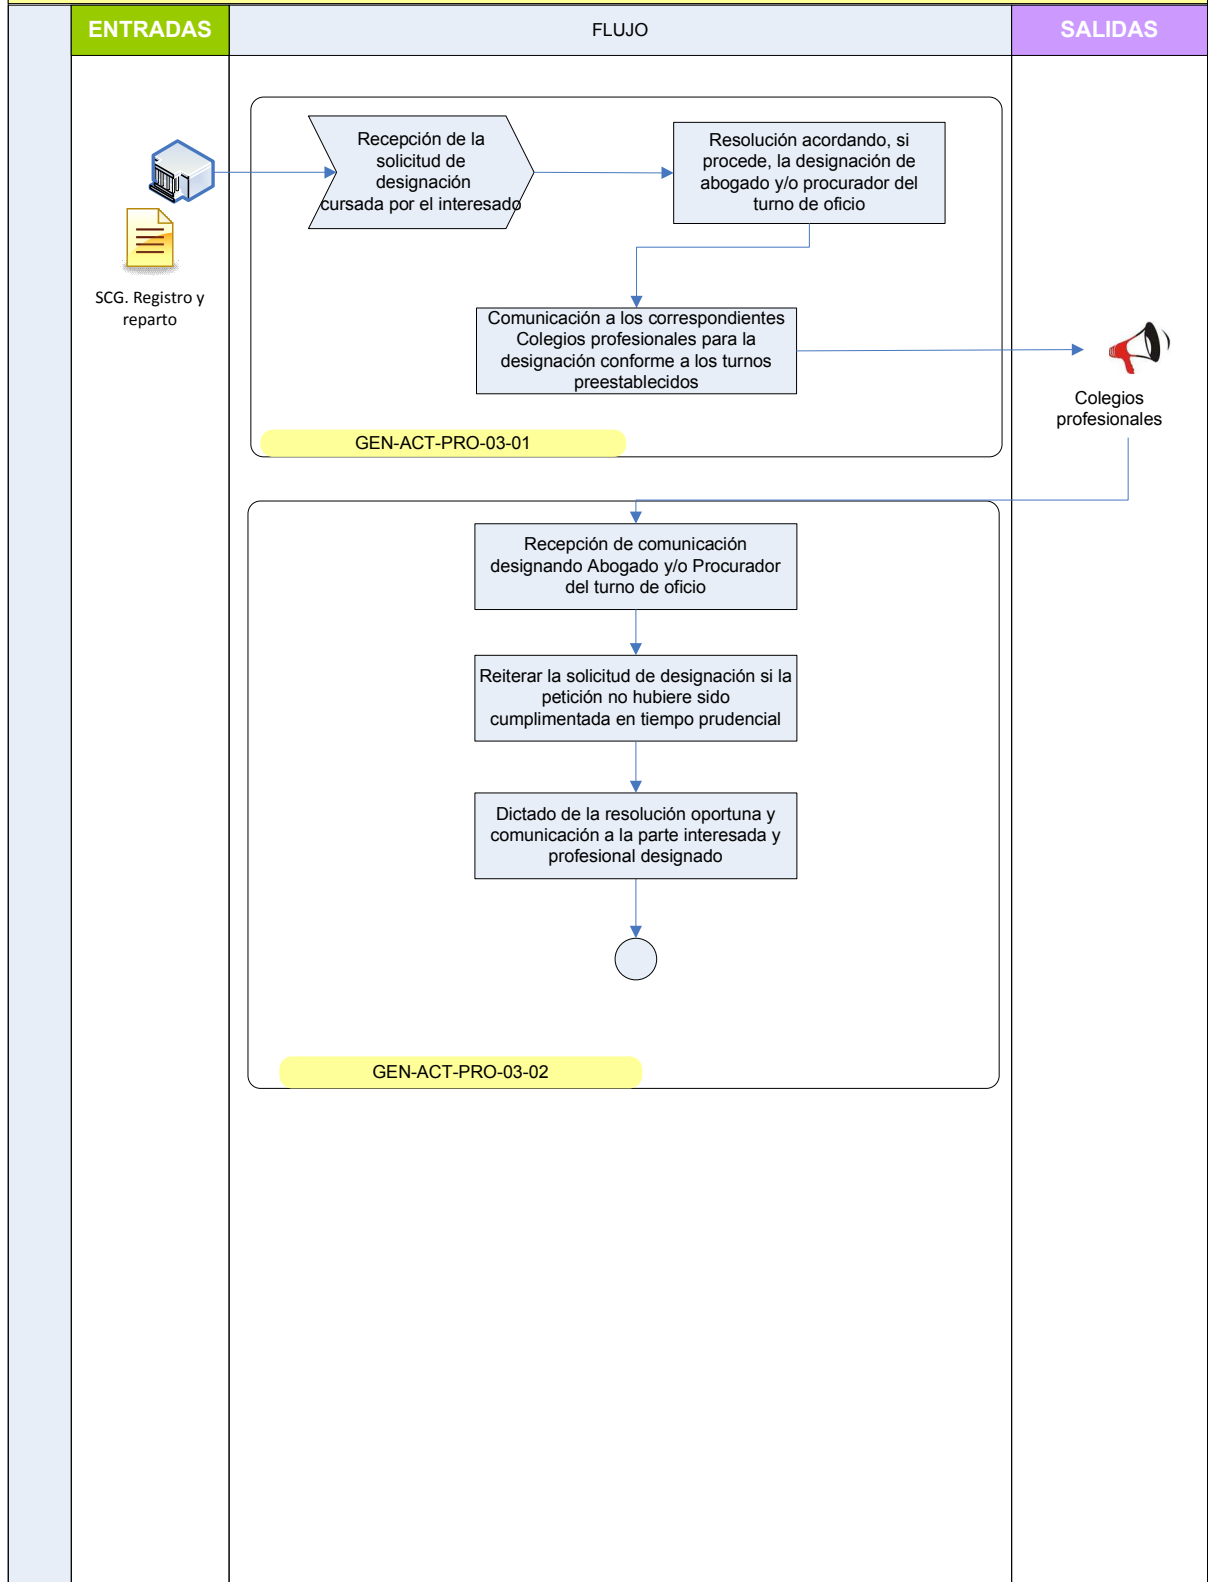 ENTRADAS
FLUJO
SALIDAS
Recepción de la
solicitud de
designación
cursada por el interesado
Resolución acordando, si
procede, la designación de
abogado y/o procurador del
turno de oficio
SCG. Registro y
reparto
Comunicación a los correspondientes
Colegios profesionales para la
designación conforme a los turnos
preestablecidos
Colegios
profesionales
GEN-ACT-PRO-03-01
Recepción de comunicación
designando Abogado y/o Procurador
del turno de oficio
Reiterar la solicitud de designación si la
petición no hubiere sido
cumplimentada en tiempo prudencial
Dictado de la resolución oportuna y
comunicación a la parte interesada y
profesional designado
GEN-ACT-PRO-03-02